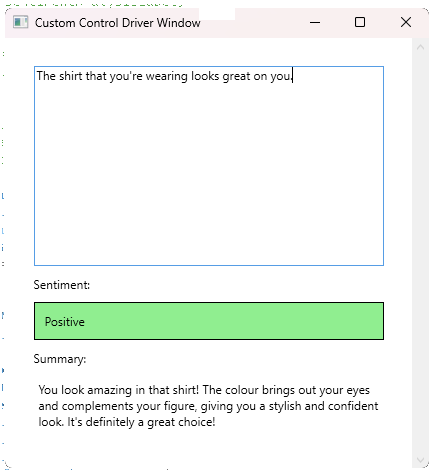 Custom Control Driver Window
The shirt that you're wearing looks great on you.
Sentiment:
Positive
Summary:
You look amazing in that shirt! The colour brings out your eyes
and complements your figure, giving you a stylish and confident
look. It's definitely a great choice!